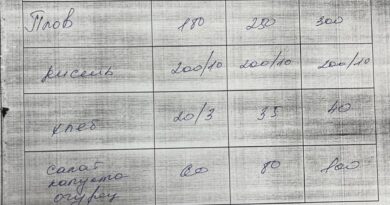 Плов 180 250 300
кисель 200/10 200/10 200/10
хлеб 20/3 35 40
салат 60 80 100
капуста
огурец